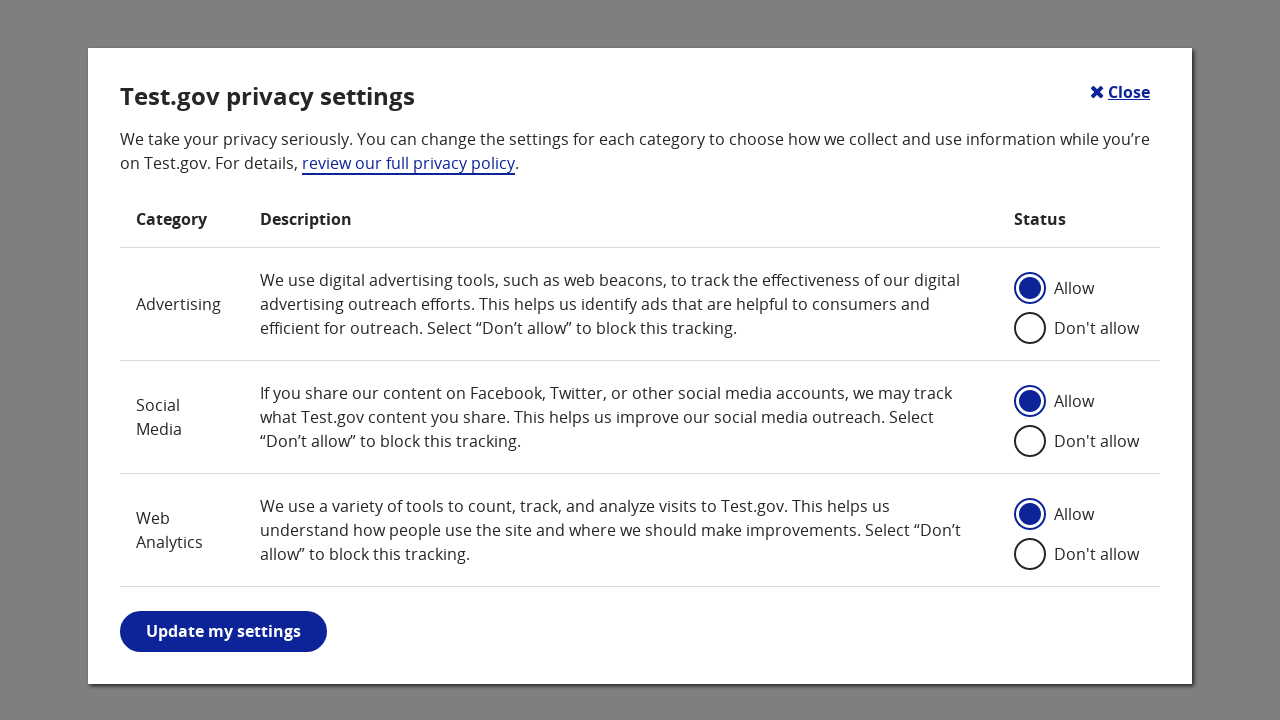 Test.gov privacy settings
✖ Close
We take your privacy seriously. You can change the settings for each category to choose how we collect and use information while you’re
on Test.gov. For details, review our full privacy policy.
Category Description Status
Advertising
We use digital advertising tools, such as web beacons, to track the effectiveness of our digital
advertising outreach efforts. This helps us identify ads that are helpful to consumers and
efficient for outreach. Select “Don’t allow” to block this tracking.
Allow
Don't allow
Social
Media
If you share our content on Facebook, Twitter, or other social media accounts, we may track
what Test.gov content you share. This helps us improve our social media outreach. Select
“Don’t allow” to block this tracking.
Allow
Don't allow
Web
Analytics
We use a variety of tools to count, track, and analyze visits to Test.gov. This helps us
understand how people use the site and where we should make improvements. Select “Don’t
allow” to block this tracking.
Allow
Don't allow
Update my settings